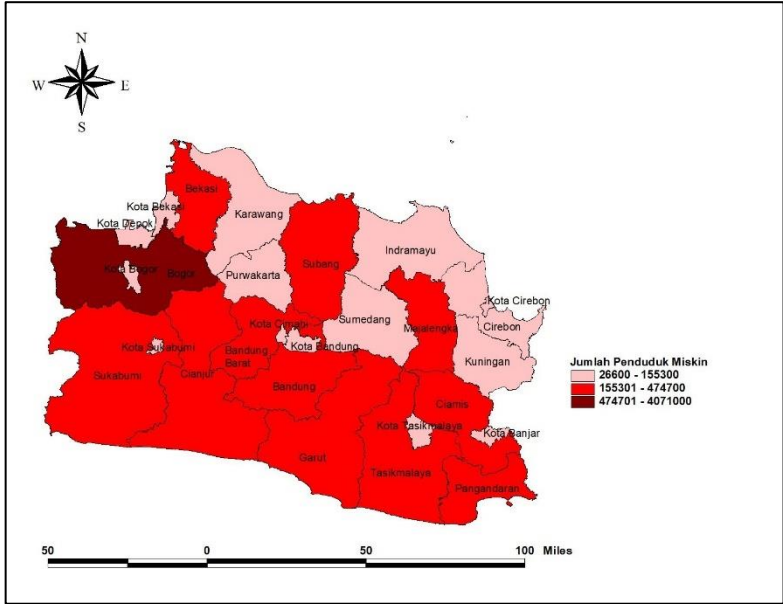 N
W E
S
Bekasi
Kota Bekasi
Kota Depok
Karawang
Indramayu
Subang
Kota Bogor Bogor
Purwakarta
Kota Cirebon
Sumedang
Kota Cimahi
Majalengka
Cirebon
Kota Sukabumi
Kota Bandung
Bandung
Barat
Kuningan
Sukabumi
Cianjur
Bandung
Ciamis
Kota Tasikmalaya
Kota Banjar
Garut
Tasikmalaya
Pangandaran
Jumlah Penduduk Miskin
26600 - 155300
155301 - 474700
474701 - 4071000
50 0 50 100 Miles